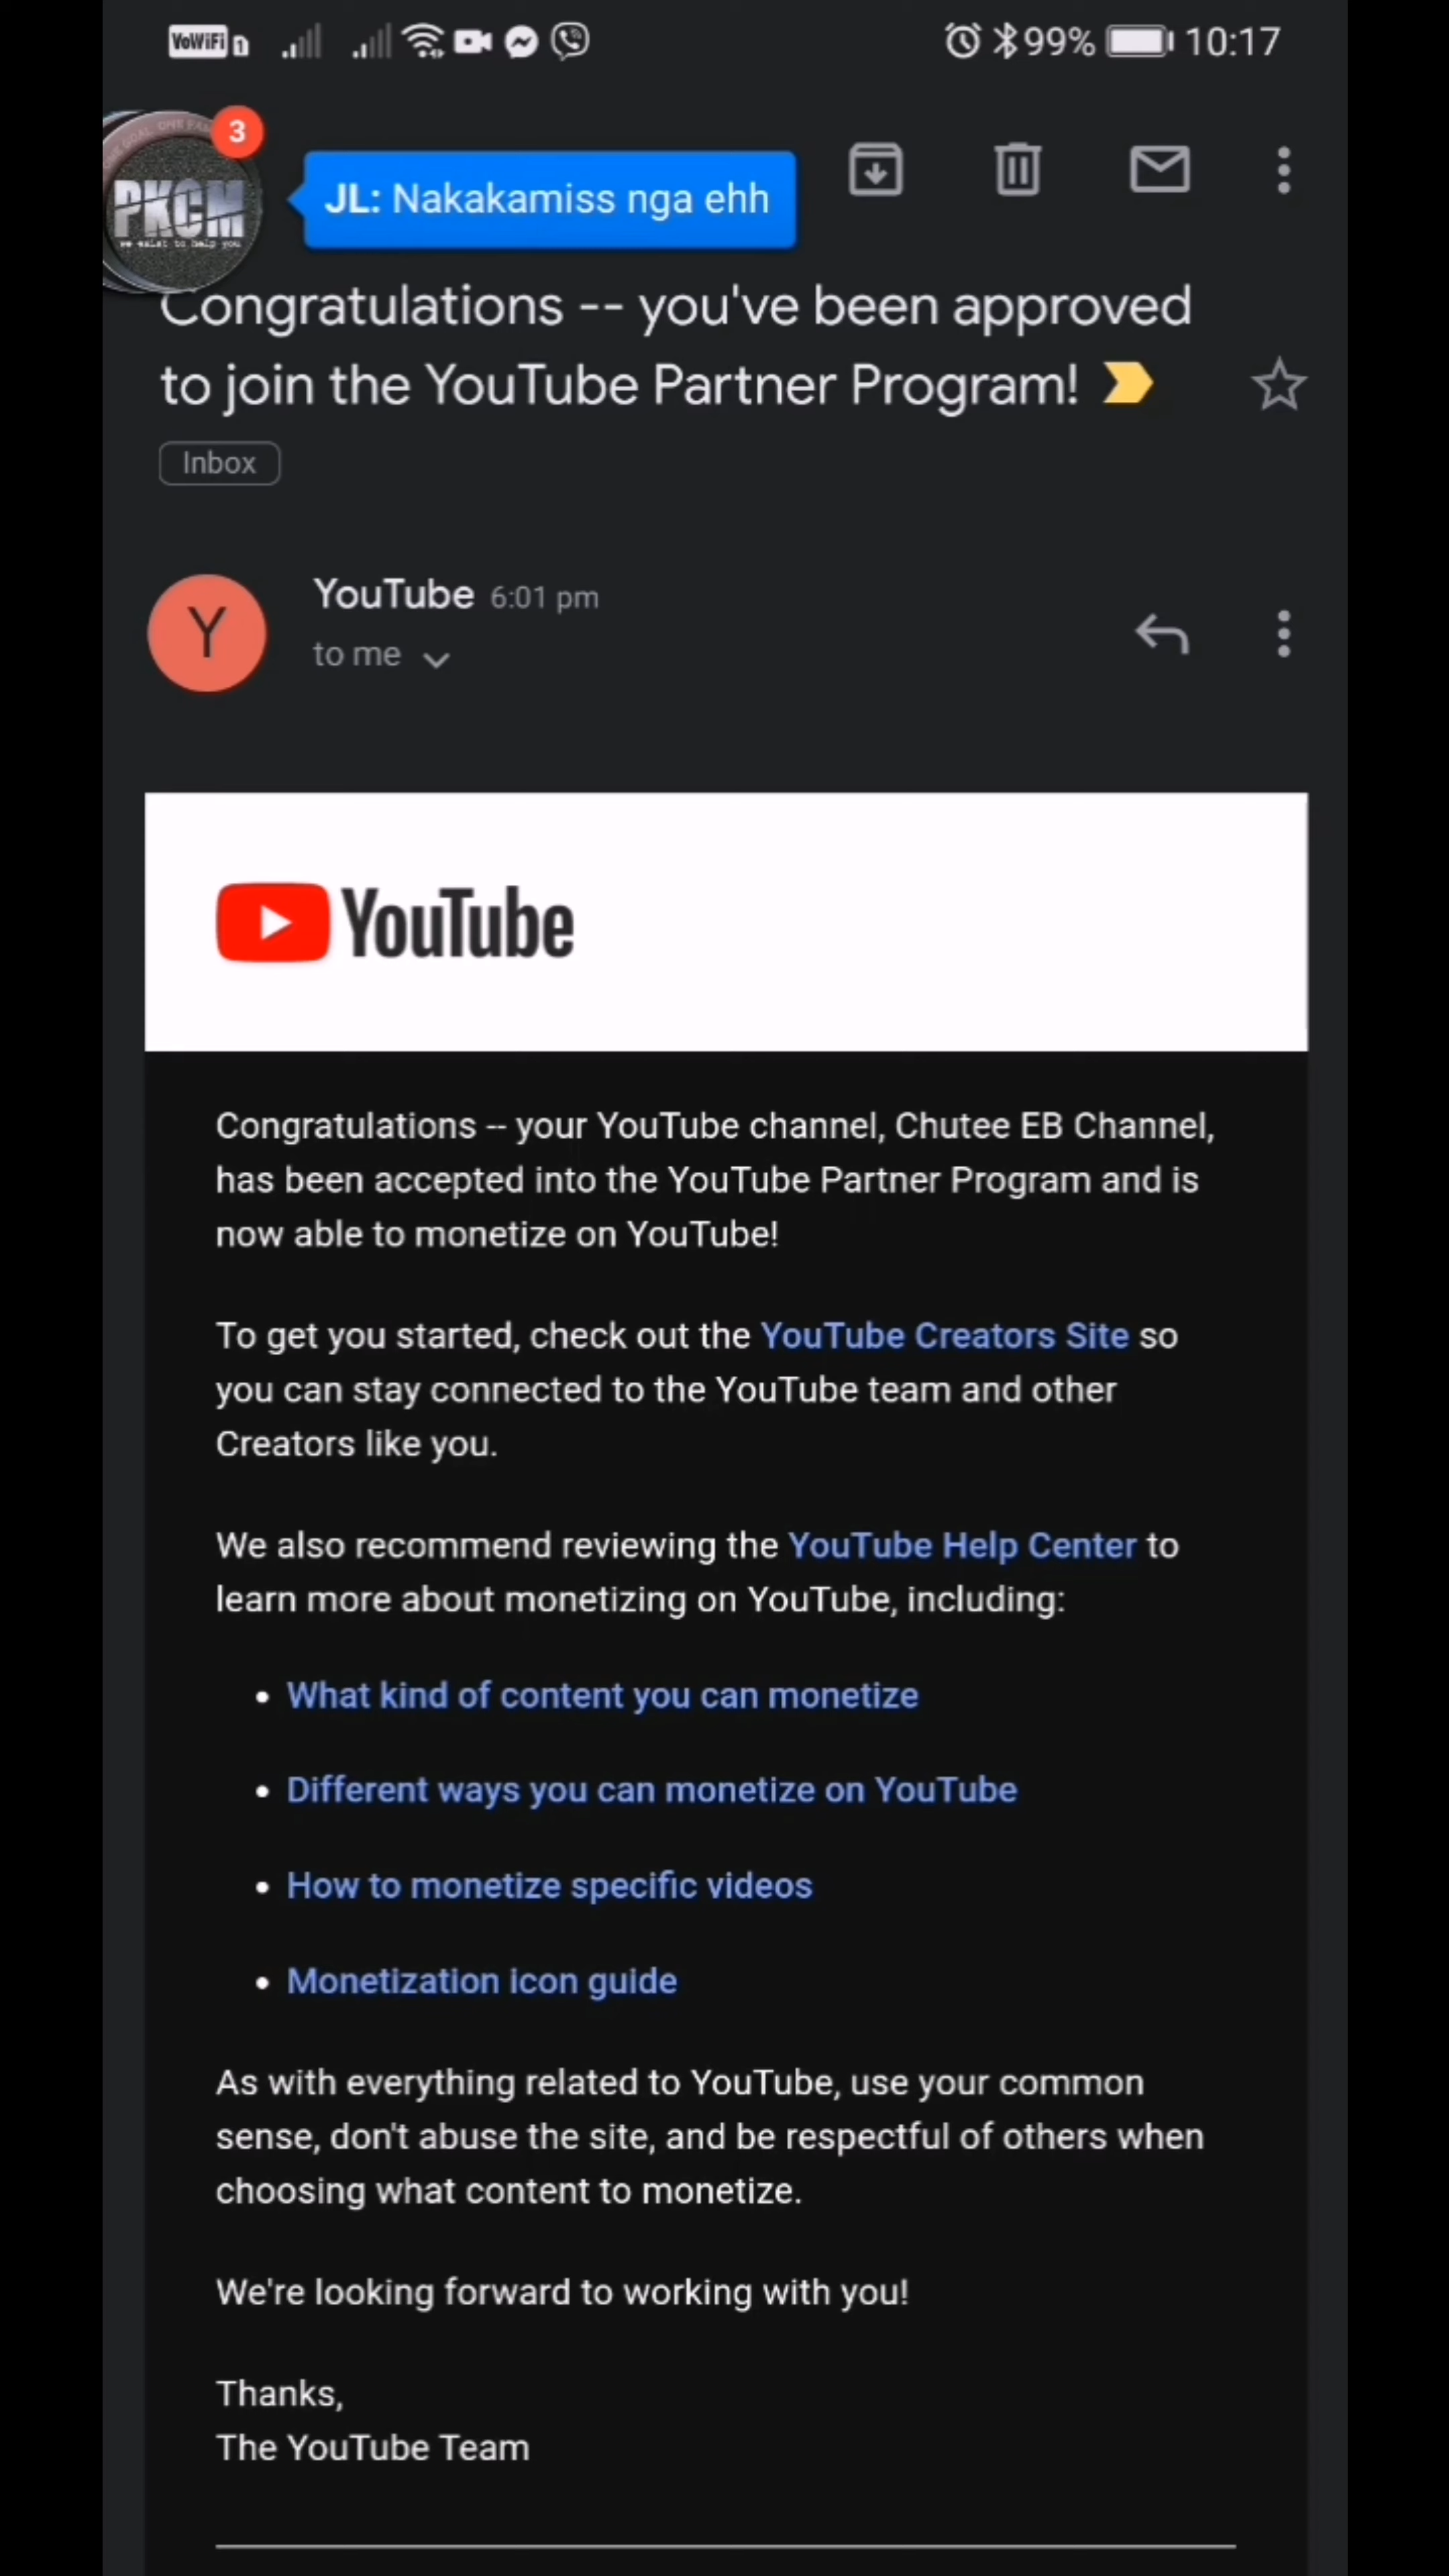 VoWiFi 1
99% 10:17
3
PKCM
we exist to help you
JL: Nakakamiss nga ehh
Congratulations -- you've been approved
to join the YouTube Partner Program!
Inbox
Y
YouTube 6:01 pm
to me
YouTube
Congratulations -- your YouTube channel, Chutee EB Channel,
has been accepted into the YouTube Partner Program and is
now able to monetize on YouTube!
To get you started, check out the YouTube Creators Site so
you can stay connected to the YouTube team and other
Creators like you.
We also recommend reviewing the YouTube Help Center to
learn more about monetizing on YouTube, including:
• What kind of content you can monetize
• Different ways you can monetize on YouTube
• How to monetize specific videos
• Monetization icon guide
As with everything related to YouTube, use your common
sense, don't abuse the site, and be respectful of others when
choosing what content to monetize.
We're looking forward to working with you!
Thanks,
The YouTube Team